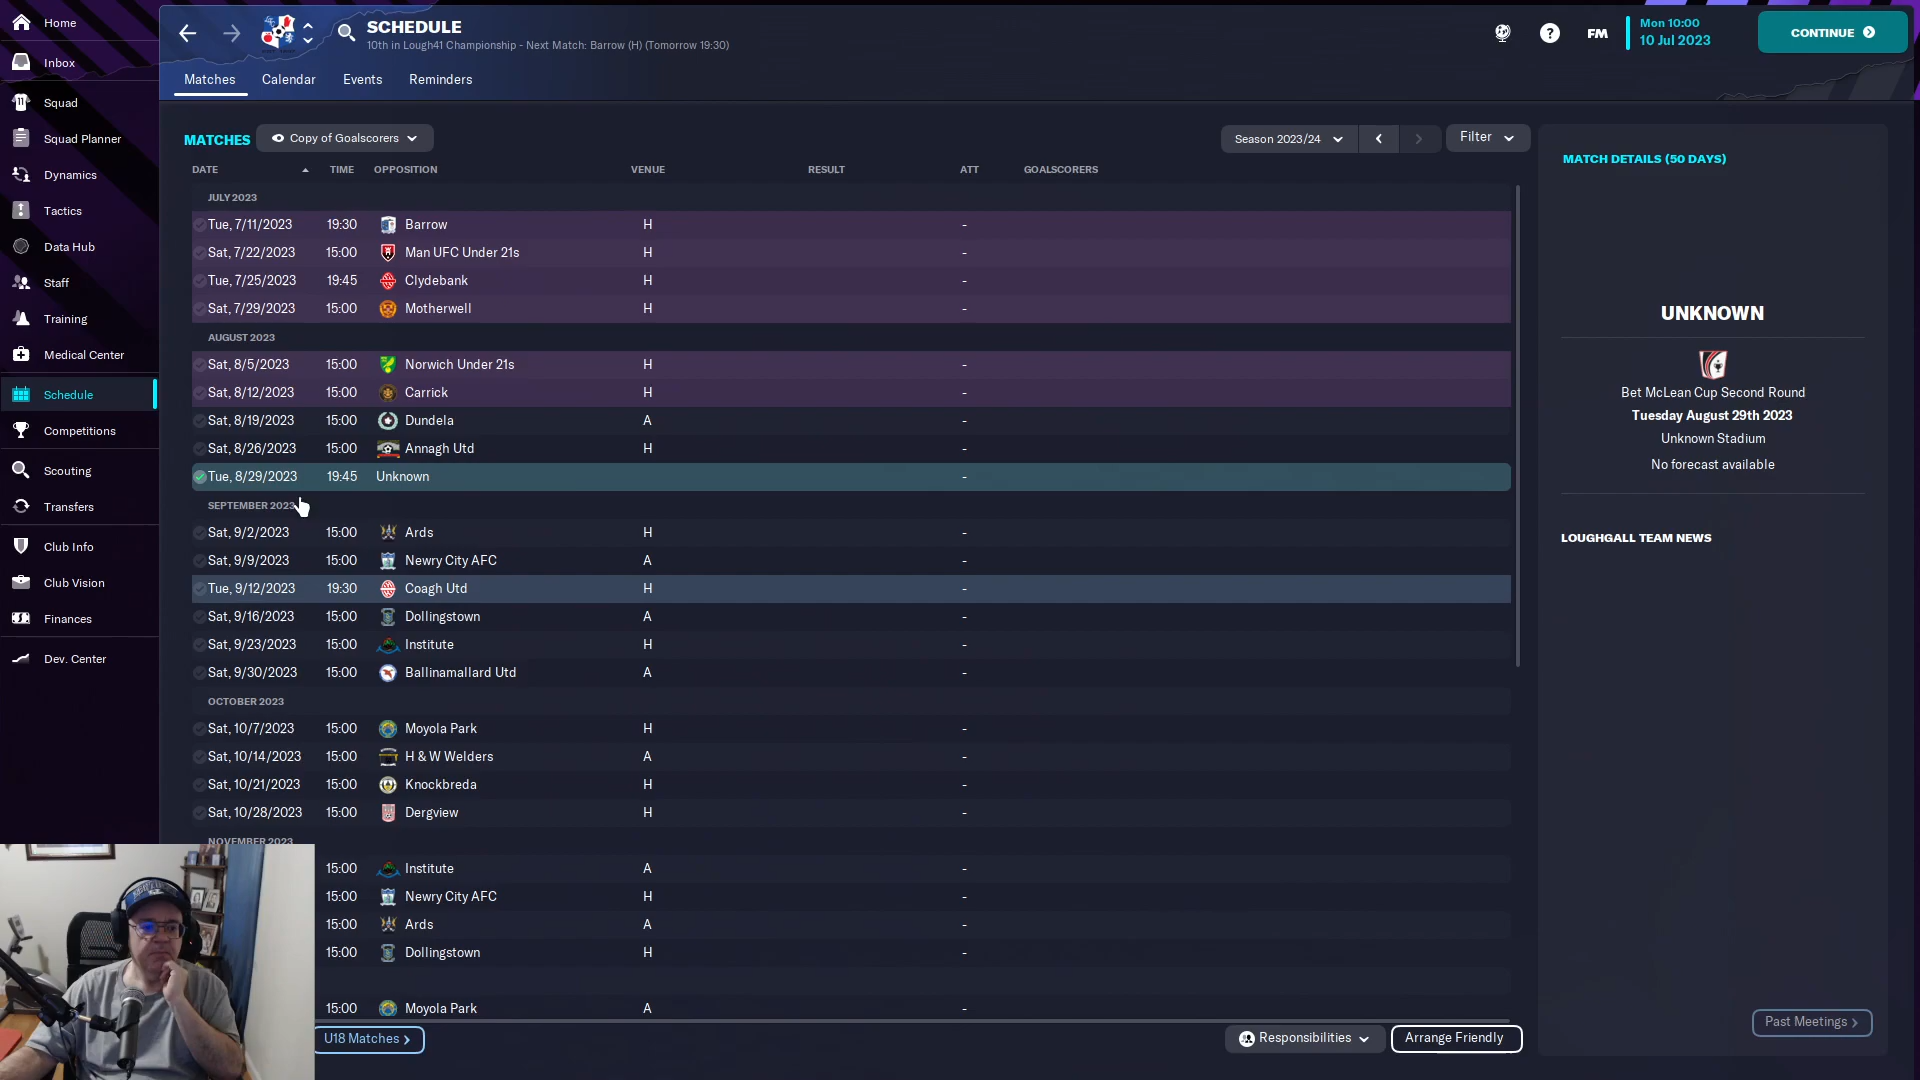 Home
Inbox
Squad
Squad Planner
Dynamics
Tactics
Data Hub
Staff
Training
Medical Center
Schedule
Competitions
Scouting
Transfers
Club Info
Club Vision
Finances
Dev. Center
SCHEDULE
10th in Lough41 Championship - Next Match: Barrow (H) (Tomorrow 19:30)
FM
Mon 10:00
10 Jul 2023
CONTINUE
Matches Calendar Events Reminders
MATCHES Copy of Goalscorers Season 2023/24 Filter
DATE TIME OPPOSITION VENUE RESULT ATT GOALSCORERS
JULY 2023
Tue, 7/11/2023 19:30 Barrow H -
Sat, 7/22/2023 15:00 Man UFC Under 21s H -
Tue, 7/25/2023 19:45 Clydebank H -
Sat, 7/29/2023 15:00 Motherwell H -
AUGUST 2023
Sat, 8/5/2023 15:00 Norwich Under 21s H -
Sat, 8/12/2023 15:00 Carrick H -
Sat, 8/19/2023 15:00 Dundela A -
Sat, 8/26/2023 15:00 Annagh Utd H -
Tue, 8/29/2023 19:45 Unknown -
SEPTEMBER 2023
Sat, 9/2/2023 15:00 Ards H -
Sat, 9/9/2023 15:00 Newry City AFC A -
Tue, 9/12/2023 19:30 Coagh Utd H -
Sat, 9/16/2023 15:00 Dollingstown A -
Sat, 9/23/2023 15:00 Institute H -
Sat, 9/30/2023 15:00 Ballinamallard Utd A -
OCTOBER 2023
Sat, 10/7/2023 15:00 Moyola Park H -
Sat, 10/14/2023 15:00 H & W Welders A -
Sat, 10/21/2023 15:00 Knockbreda H -
Sat, 10/28/2023 15:00 Dergview H -
NOVEMBER 2023
15:00 Institute A -
15:00 Newry City AFC H -
15:00 Ards A -
15:00 Dollingstown H -
15:00 Moyola Park A -
U18 Matches Responsibilities Arrange Friendly
MATCH DETAILS (50 DAYS)
UNKNOWN
Bet McLean Cup Second Round
Tuesday August 29th 2023
Unknown Stadium
No forecast available
LOUGHGALL TEAM NEWS
Past Meetings